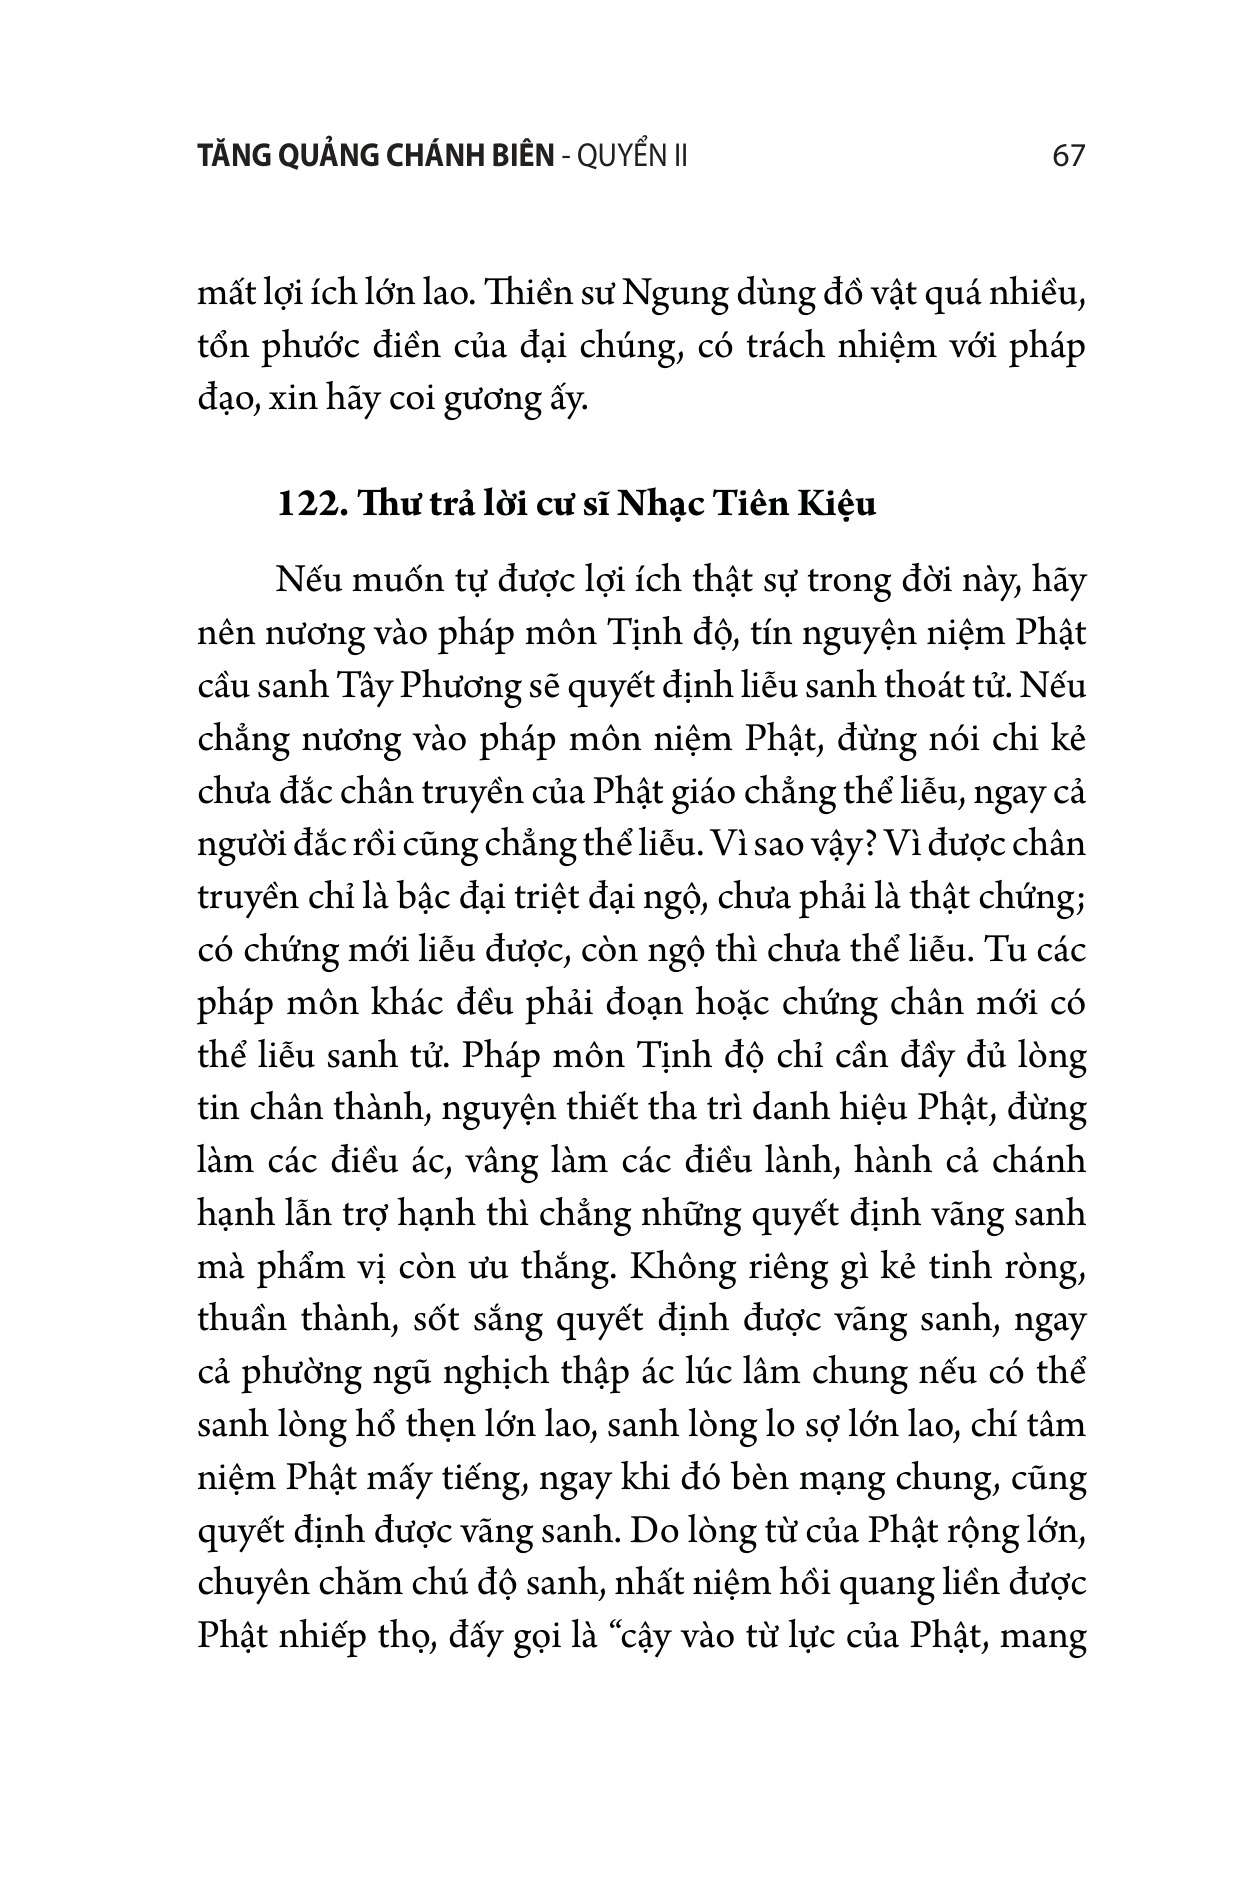 TĂNG QUẢNG CHÁNH BIÊN - QUYỂN II 67
mất lợi ích lớn lao. Thiền sư Ngung dùng đồ vật quá nhiều,
tổn phước điền của đại chúng, có trách nhiệm với pháp
đạo, xin hãy coi gương ấy.
122. Thư trả lời cư sĩ Nhạc Tiên Kiệu
Nếu muốn tự được lợi ích thật sự trong đời này, hãy
nên nương vào pháp môn Tịnh độ, tín nguyện niệm Phật
cầu sanh Tây Phương sẽ quyết định liễu sanh thoát tử. Nếu
chẳng nương vào pháp môn niệm Phật, đừng nói chi kẻ
chưa đắc chân truyền của Phật giáo chẳng thể liễu, ngay cả
người đắc rồi cũng chẳng thể liễu. Vì sao vậy? Vì được chân
truyền chỉ là bậc đại triệt đại ngộ, chưa phải là thật chứng;
có chứng mới liễu được, còn ngộ thì chưa thể liễu. Tu các
pháp môn khác đều phải đoạn hoặc chứng chân mới có
thể liễu sanh tử. Pháp môn Tịnh độ chỉ cần đầy đủ lòng
tin chân thành, nguyện thiết tha trì danh hiệu Phật, đừng
làm các điều ác, vâng làm các điều lành, hành cả chánh
hạnh lẫn trợ hạnh thì chẳng những quyết định vãng sanh
mà phẩm vị còn ưu thắng. Không riêng gì kẻ tinh ròng,
thuần thành, sốt sắng quyết định được vãng sanh, ngay
cả phường ngũ nghịch thập ác lúc lâm chung nếu có thể
sanh lòng hổ thẹn lớn lao, sanh lòng lo sợ lớn lao, chí tâm
niệm Phật mấy tiếng, ngay khi đó bèn mạng chung, cũng
quyết định được vãng sanh. Do lòng từ của Phật rộng lớn,
chuyên chăm chú độ sanh, nhất niệm hồi quang liền được
Phật nhiếp thọ, đấy gọi là “cậy vào từ lực của Phật, mang